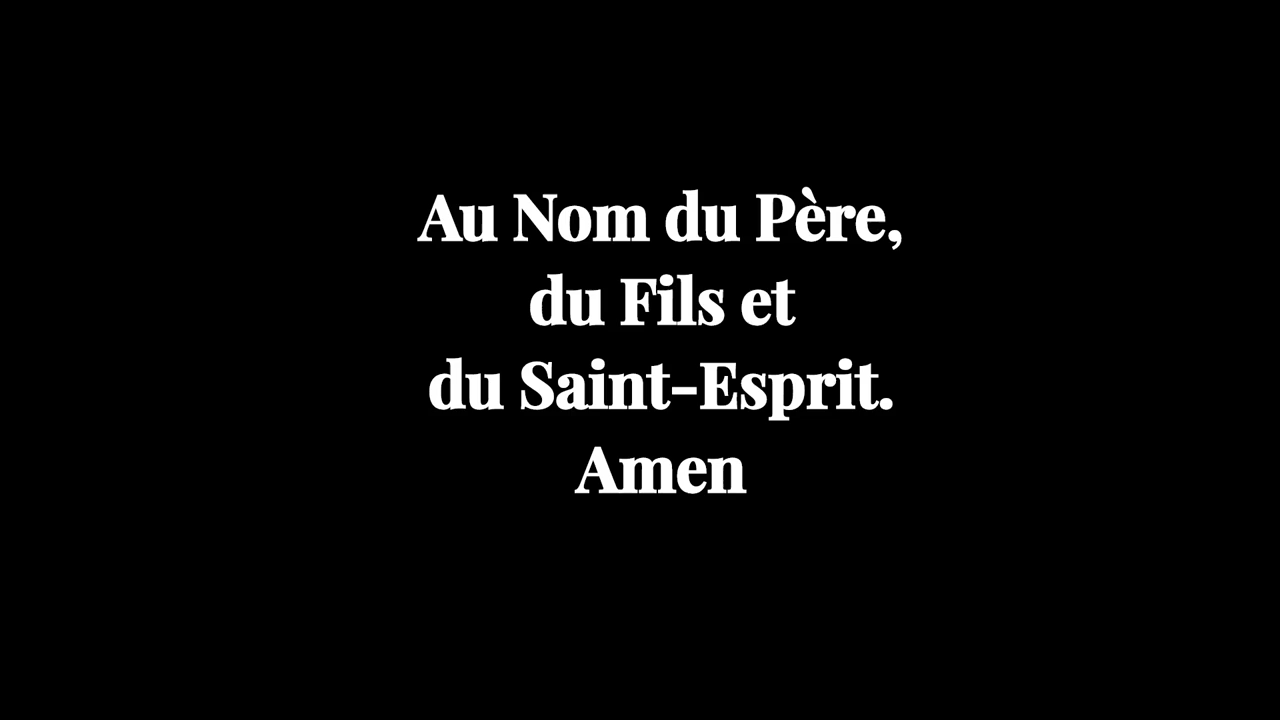 Au Nom du Père,
du Fils et
du Saint-Esprit.
Amen